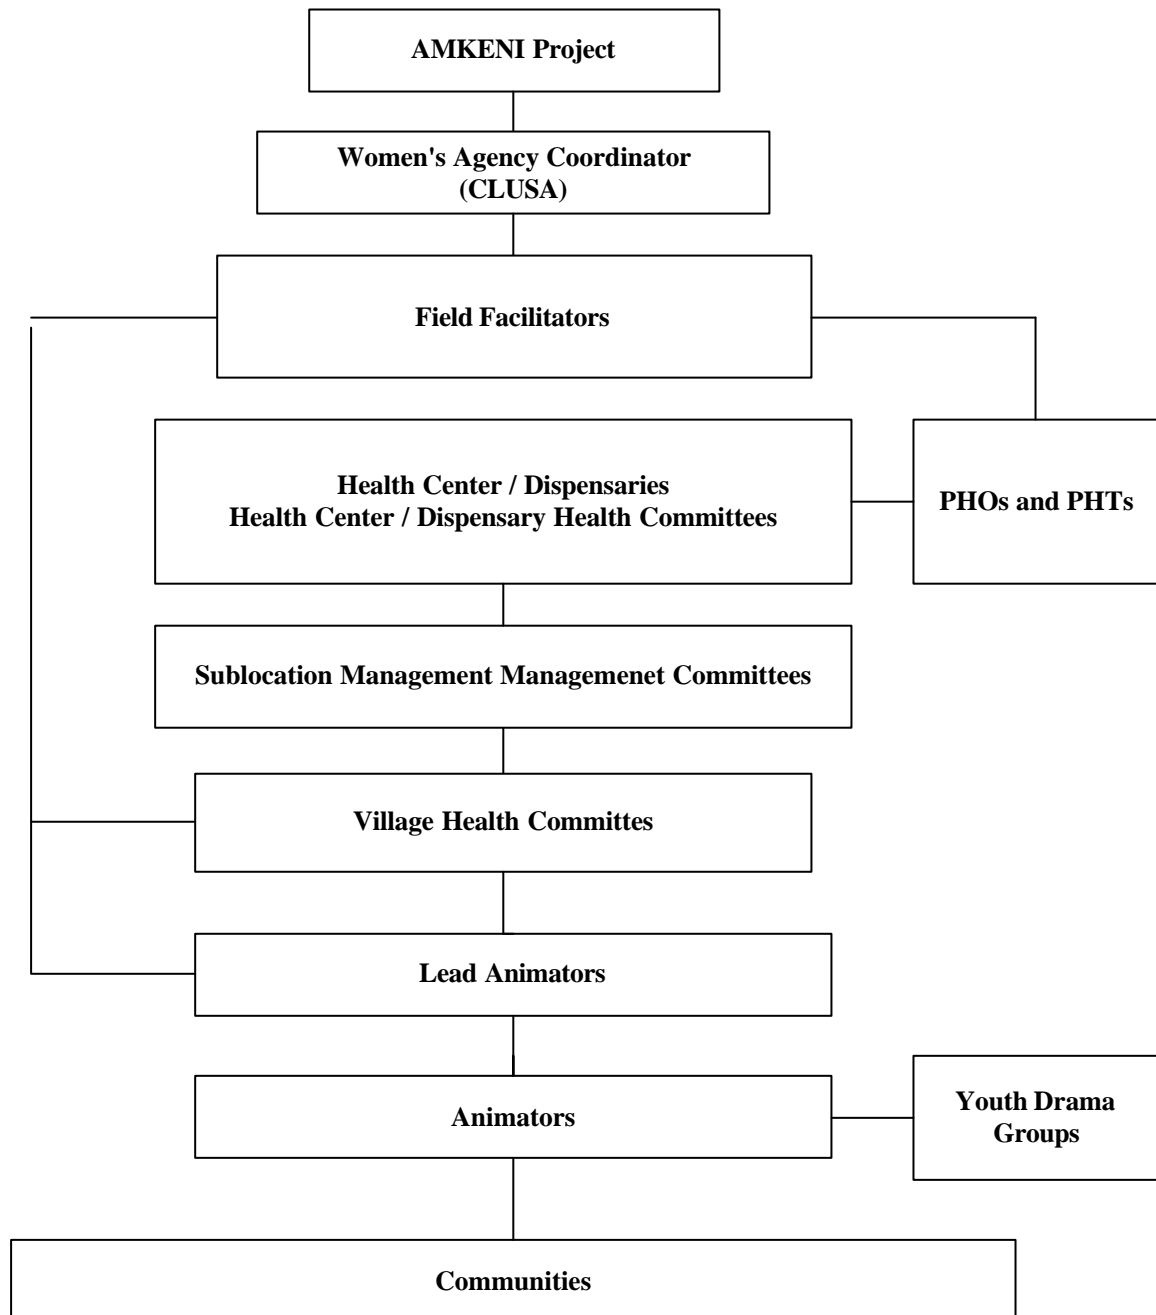 AMKENI Project
Women's Agency Coordinator
(CLUSA)
Field Facilitators
Health Center / Dispensaries
Health Center / Dispensary Health Committees
PHOs and PHTs
Sublocation Management Managemenet Committees
Village Health Committes
Lead Animators
Animators
Youth Drama
Groups
Communities